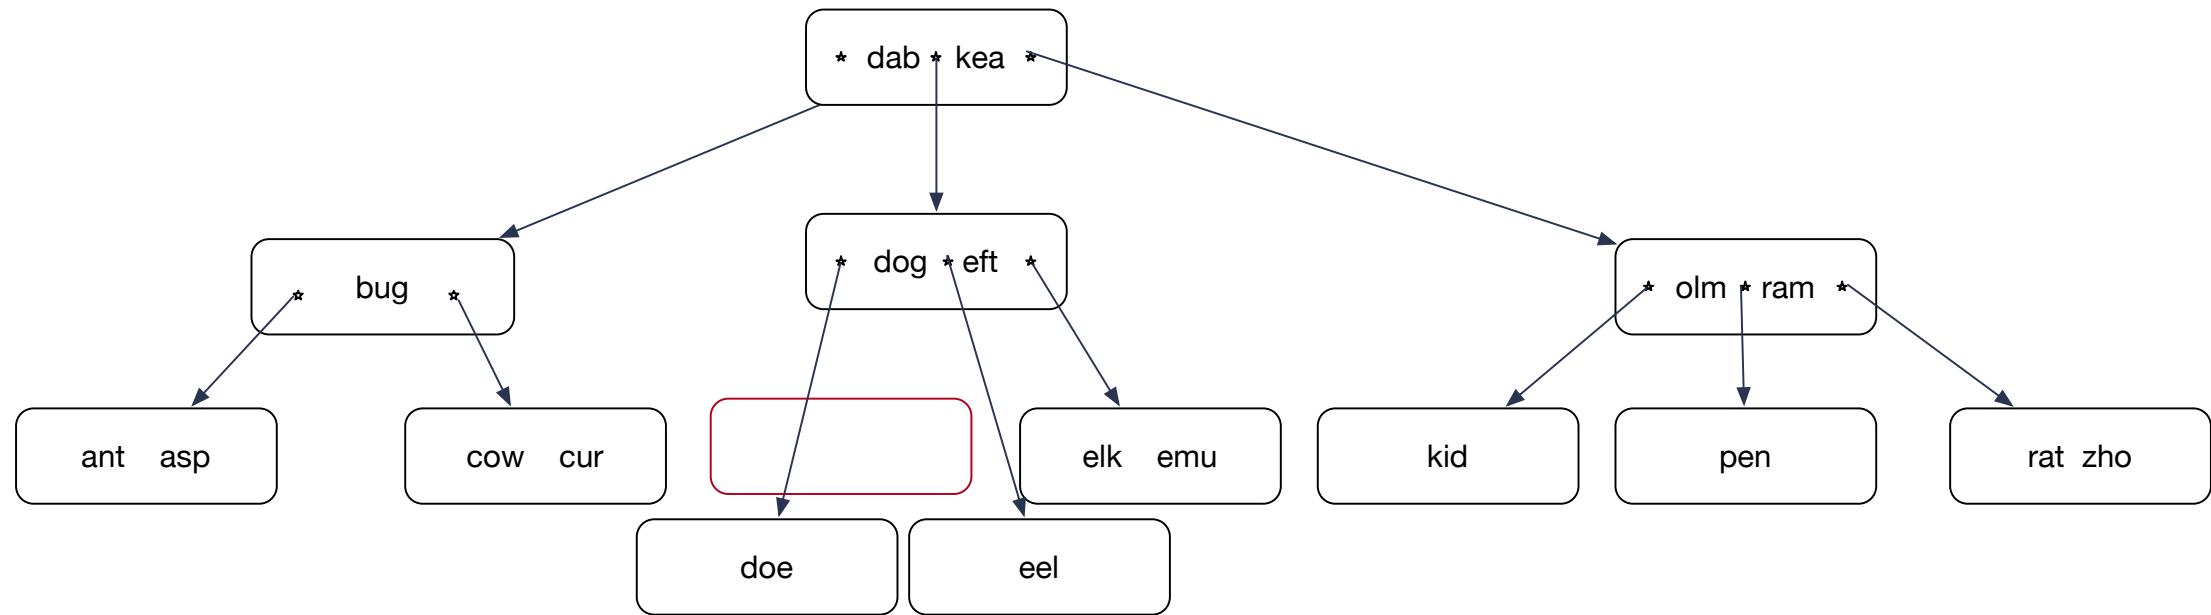 dab kea
bug
dog eft
olm ram
ant asp
cow cur
elk emu
kid
pen
rat zho
doe
eel